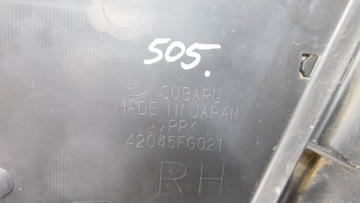 505.
SUBARU
MADE IN JAPAN
>PP<
42045FG021
RH